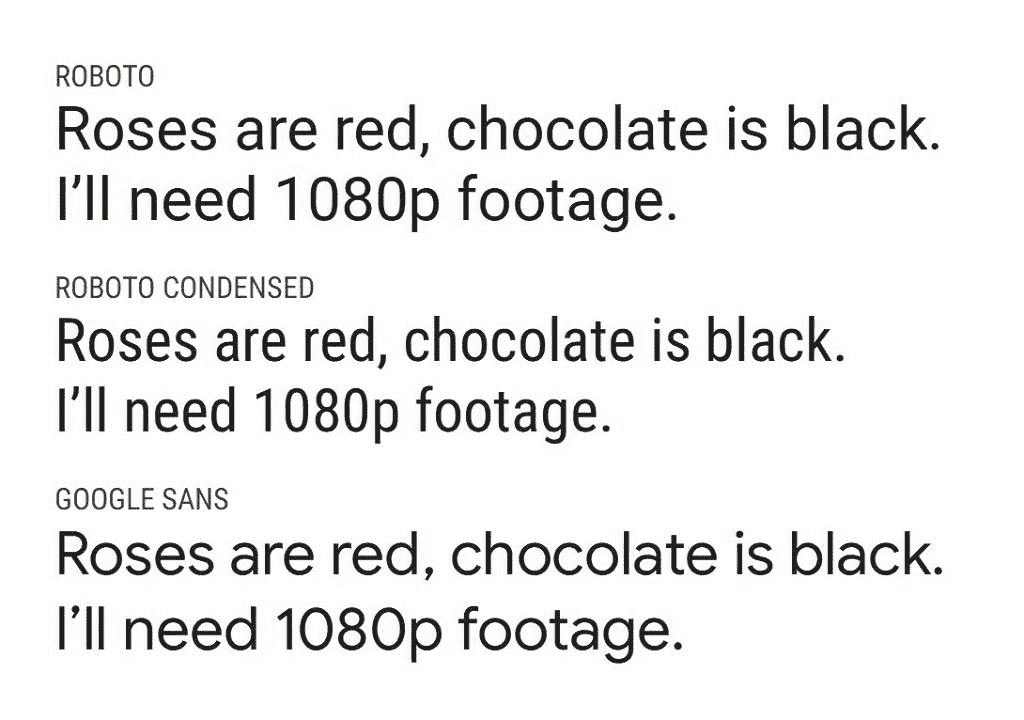 ROBOTO
Roses are red, chocolate is black.
I’ll need 1080p footage.
ROBOTO CONDENSED
Roses are red, chocolate is black.
I’ll need 1080p footage.
GOOGLE SANS
Roses are red, chocolate is black.
I’ll need 1080p footage.